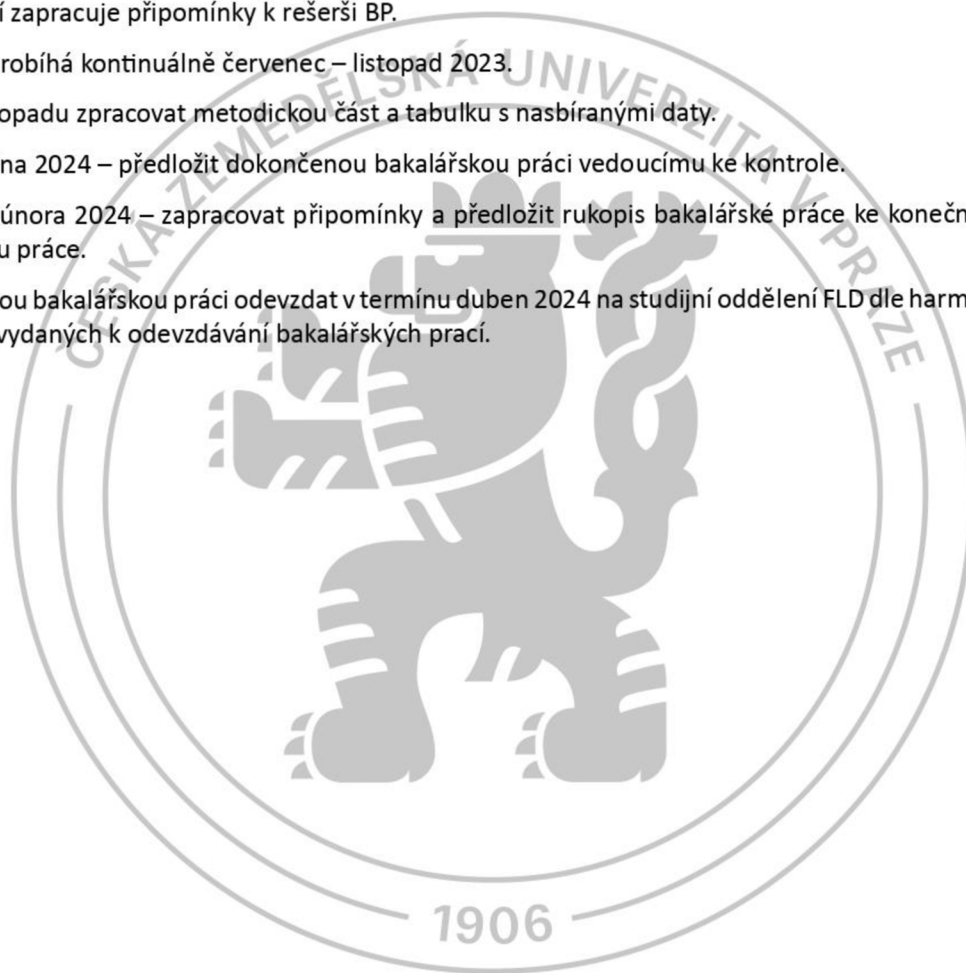 í zapracuje připomínky k rešerši BP.
robíhá kontinuálně červenec – listopad 2023.
opadu zpracovat metodickou část a tabulku s nasbíranými daty.
na 2024 – předložit dokončenou bakalářskou práci vedoucímu ke kontrole.
února 2024 – zapracovat připomínky a předložit rukopis bakalářské práce ke konečn
u práce.
ou bakalářskou práci odevzdat v termínu duben 2024 na studijní oddělení FLD dle harm
vydaných k odevzdávání bakalářských prací.
ČESKÁ ZEMĚDĚLSKÁ UNIVERZITA V PRAZE
1906